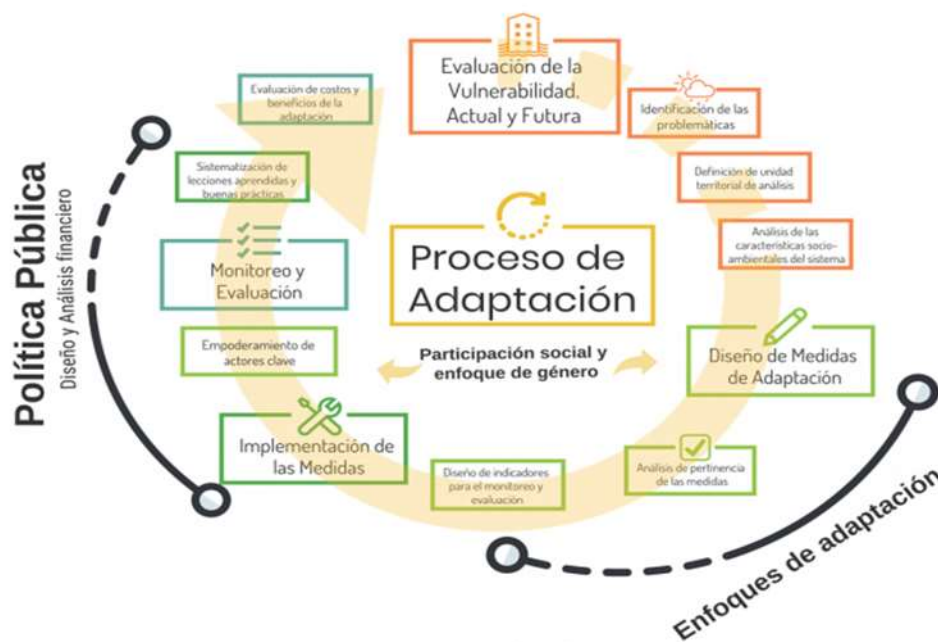 Evaluación de la
Vulnerabilidad.
Actual y Futura
Identificación de las
problemáticas
Definición de unidad
territorial de análisis
Análisis de las
características socio-
ambientales del sistema
Diseño de Medidas
de Adaptación
Análisis de pertinencia
de las medidas
Diseño de indicadores
para el monitoreo y
evaluación
Implementación de
las Medidas
Empoderamiento de
actores clave
Monitoreo y
Evaluación
Sistematización de
lecciones aprendidas y
buenas prácticas
Evaluación de costos y
beneficios de la
adaptación
Proceso de
Adaptación
Participación social y
enfoque de género
Política Pública
Diseño y Análisis financiero
Enfoques de adaptación